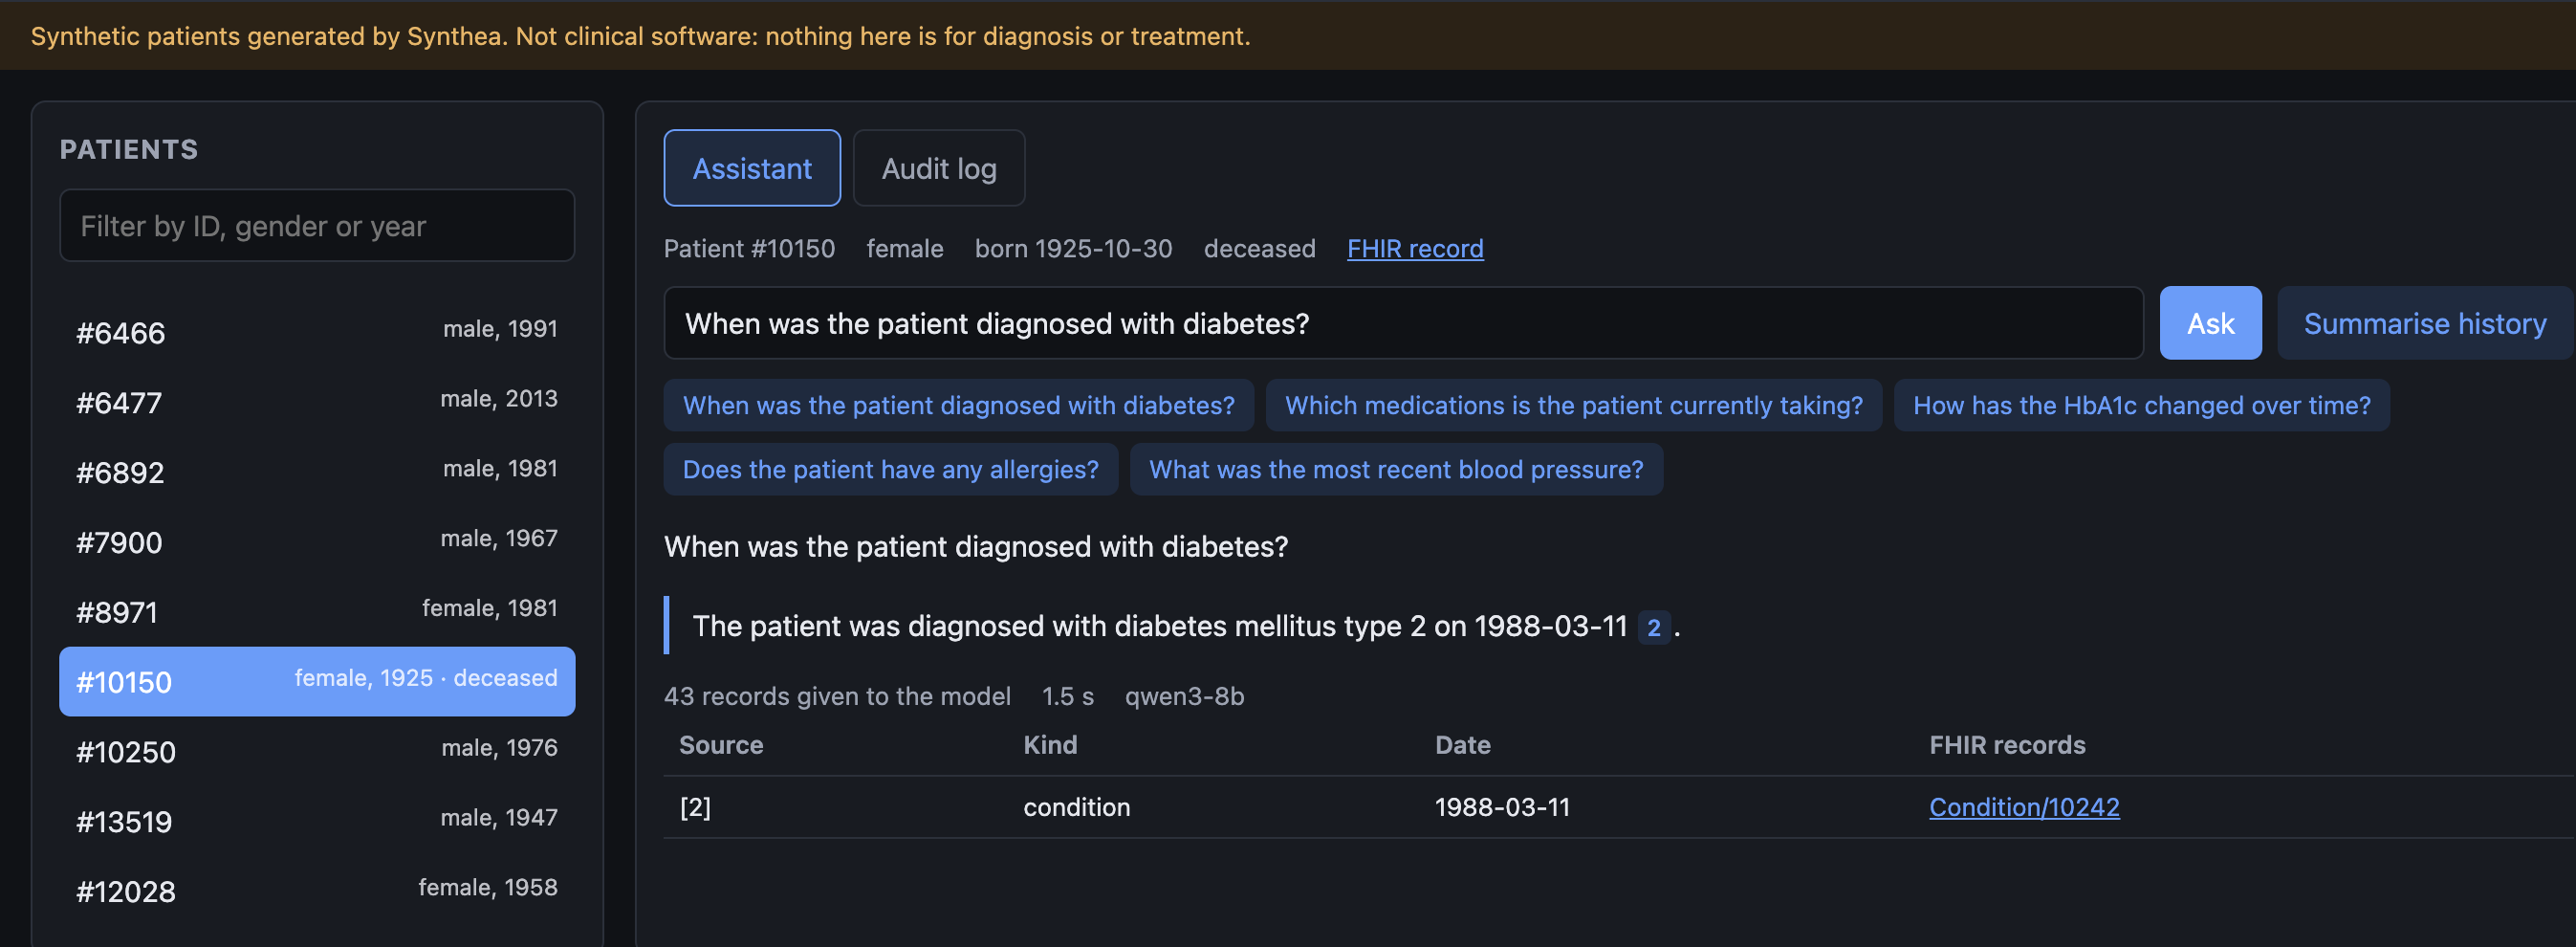 Synthetic patients generated by Synthea. Not clinical software: nothing here is for diagnosis or treatment.
PATIENTS
Filter by ID, gender or year
#6466 male, 1991
#6477 male, 2013
#6892 male, 1981
#7900 male, 1967
#8971 female, 1981
#10150 female, 1925 · deceased
#10250 male, 1976
#13519 male, 1947
#12028 female, 1958
Assistant Audit log
Patient #10150 female born 1925-10-30 deceased FHIR record
When was the patient diagnosed with diabetes? Ask Summarise history
When was the patient diagnosed with diabetes? Which medications is the patient currently taking? How has the HbA1c changed over time?
Does the patient have any allergies? What was the most recent blood pressure?
When was the patient diagnosed with diabetes?
The patient was diagnosed with diabetes mellitus type 2 on 1988-03-11 2 .
43 records given to the model 1.5 s qwen3-8b
Source Kind Date FHIR records
[2] condition 1988-03-11 Condition/10242